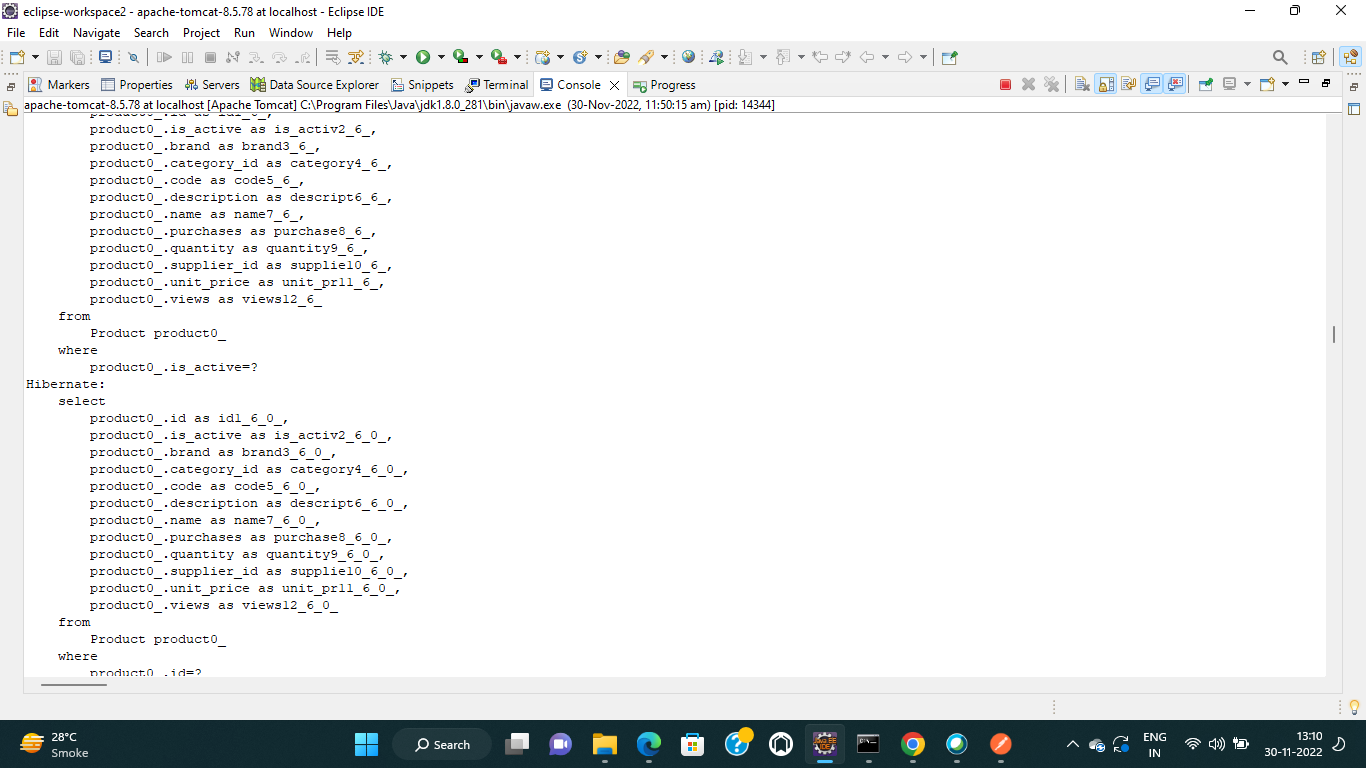 eclipse-workspace2 - apache-tomcat-8.5.78 at localhost - Eclipse IDE
File Edit Navigate Search Project Run Window Help
Markers Properties Servers Data Source Explorer Snippets Terminal Console Progress
apache-tomcat-8.5.78 at localhost [Apache Tomcat] C:\Program Files\Java\jdk1.8.0_281\bin\javaw.exe (30-Nov-2022, 11:50:15 am) [pid: 14344]
product0_.id as id1_6_,
product0_.is_active as is_activ2_6_,
product0_.brand as brand3_6_,
product0_.category_id as category4_6_,
product0_.code as code5_6_,
product0_.description as descript6_6_,
product0_.name as name7_6_,
product0_.purchases as purchase8_6_,
product0_.quantity as quantity9_6_,
product0_.supplier_id as supplie10_6_,
product0_.unit_price as unit_pr11_6_,
product0_.views as views12_6_
from
Product product0_
where
product0_.is_active=?
Hibernate:
select
product0_.id as id1_6_0_,
product0_.is_active as is_activ2_6_0_,
product0_.brand as brand3_6_0_,
product0_.category_id as category4_6_0_,
product0_.code as code5_6_0_,
product0_.description as descript6_6_0_,
product0_.name as name7_6_0_,
product0_.purchases as purchase8_6_0_,
product0_.quantity as quantity9_6_0_,
product0_.supplier_id as supplie10_6_0_,
product0_.unit_price as unit_pr11_6_0_,
product0_.views as views12_6_0_
from
Product product0_
where
product0_.id=?
28°C
Smoke
Search
ENG
IN
13:10
30-11-2022